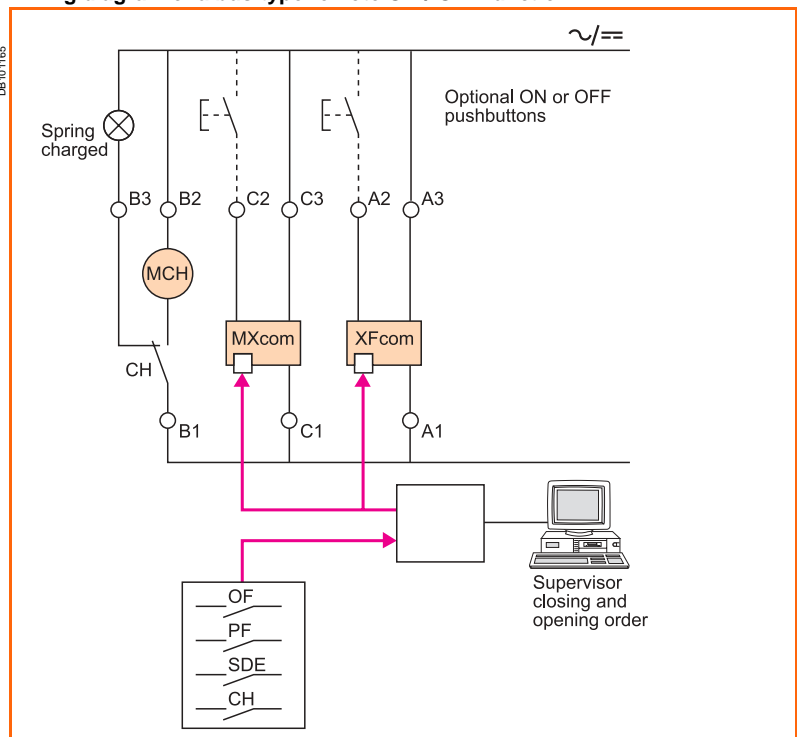 DB101165
Spring
charged
Optional ON or OFF
pushbuttons
B3 B2 C2 C3 A2 A3
MCH
MXcom XFcom
CH
B1 C1 A1
OF
PF
SDE
CH
Supervisor
closing and
opening order